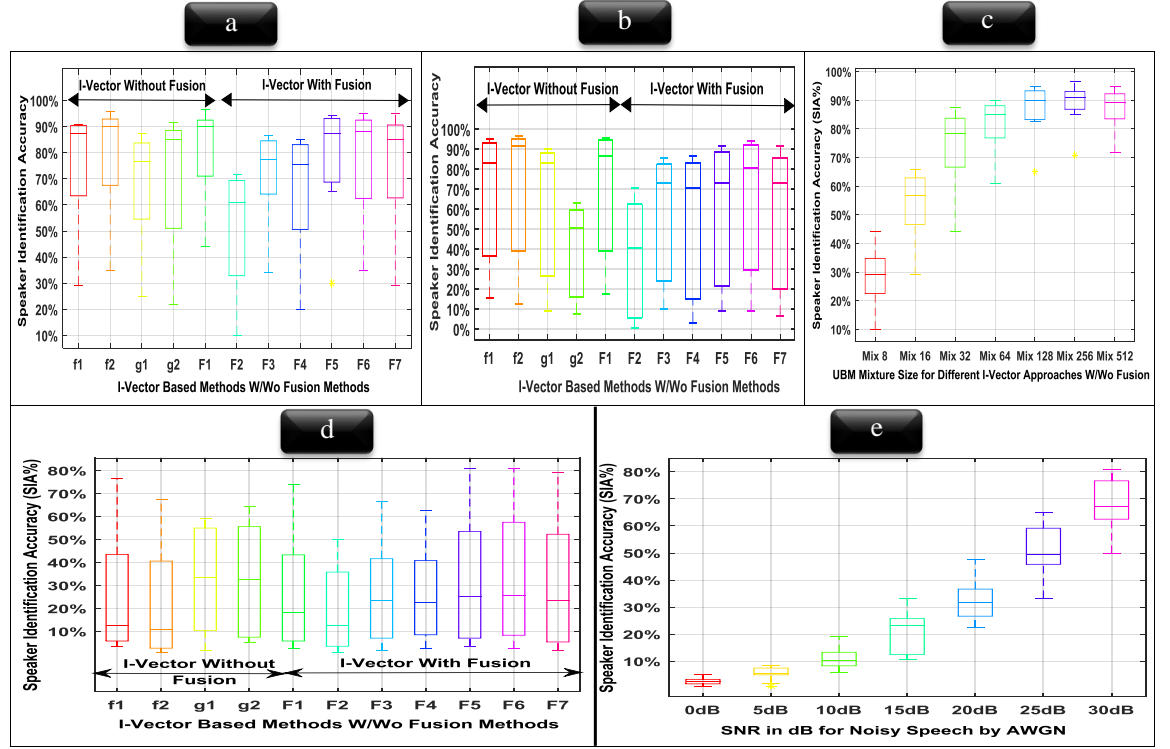 a
I-Vector Without Fusion
I-Vector With Fusion
Speaker Identification Accuracy
100%
90%
80%
70%
60%
50%
40%
30%
20%
10%
f1 f2 g1 g2 F1 F2 F3 F4 F5 F6 F7
I-Vector Based Methods W/Wo Fusion Methods
b
I-Vector Without Fusion
I-Vector With Fusion
Speaker Identification Accuracy
100%
90%
80%
70%
60%
50%
40%
30%
20%
10%
0%
f1 f2 g1 g2 F1 F2 F3 F4 F5 F6 F7
I-Vector Based Methods W/Wo Fusion Methods
c
Speaker Identification Accuracy (SIA%)
100%
90%
80%
70%
60%
50%
40%
30%
20%
10%
Mix 8 Mix 16 Mix 32 Mix 64 Mix 128 Mix 256 Mix 512
UBM Mixture Size for Different I-Vector Approaches W/Wo Fusion
d
Speaker Identification Accuracy (SIA%)
80%
70%
60%
50%
40%
30%
20%
10%
I-Vector Without
Fusion
I-Vector With Fusion
f1 f2 g1 g2 F1 F2 F3 F4 F5 F6 F7
I-Vector Based Methods W/Wo Fusion Methods
e
Speaker Identification Accuracy (SIA%)
80%
70%
60%
50%
40%
30%
20%
10%
0dB 5dB 10dB 15dB 20dB 25dB 30dB
SNR in dB for Noisy Speech by AWGN